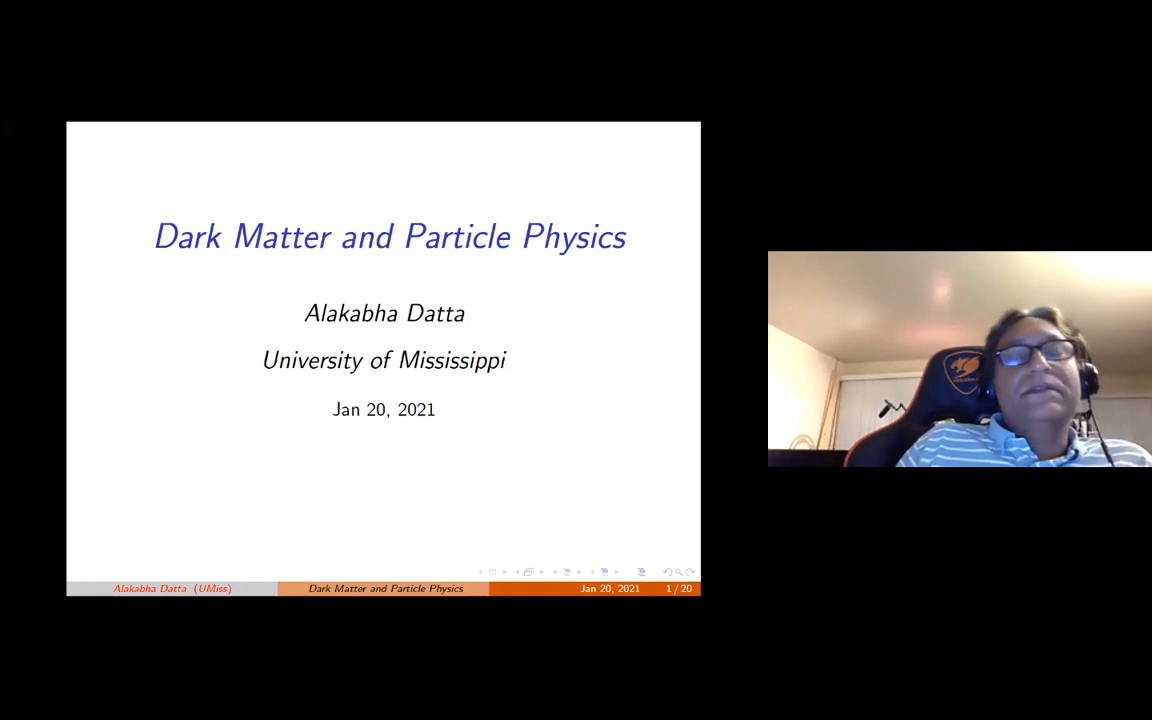 Dark Matter and Particle Physics
Alakabha Datta
University of Mississippi
Jan 20, 2021
Alakabha Datta (UMiss) Dark Matter and Particle Physics Jan 20, 2021 1 / 20